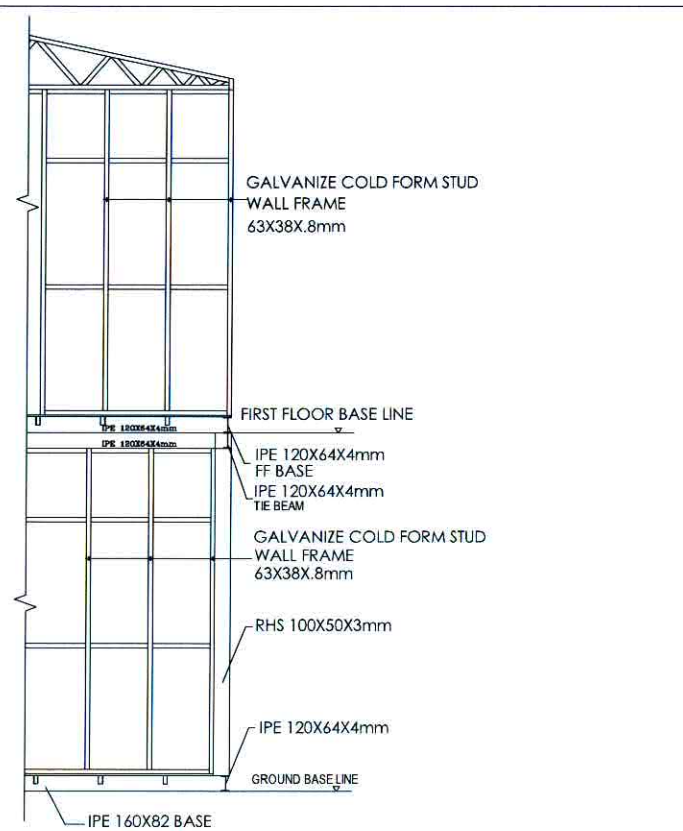 GALVANIZE COLD FORM STUD
WALL FRAME
63X38X.8mm
FIRST FLOOR BASE LINE
IPE 120X64X4mm
IPE 120X64X4mm
IPE 120X64X4mm
FF BASE
IPE 120X64X4mm
TIE BEAM
GALVANIZE COLD FORM STUD
WALL FRAME
63X38X.8mm
RHS 100X50X3mm
IPE 120X64X4mm
GROUND BASE LINE
IPE 160X82 BASE